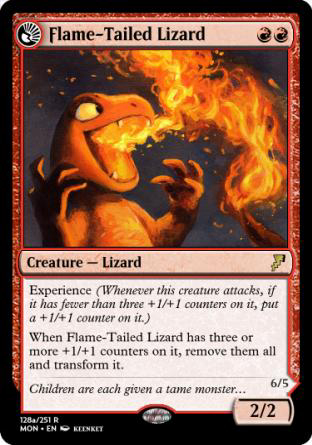 Flame-Tailed Lizard
Creature — Lizard
Experience (Whenever this creature attacks, if
it has fewer than three +1/+1 counters on it, put
a +1/+1 counter on it.)
When Flame-Tailed Lizard has three or
more +1/+1 counters on it, remove them all
and transform it.
Children are each given a tame monster...
6/5
2/2
128a/251 R
MON • EN KEENKET